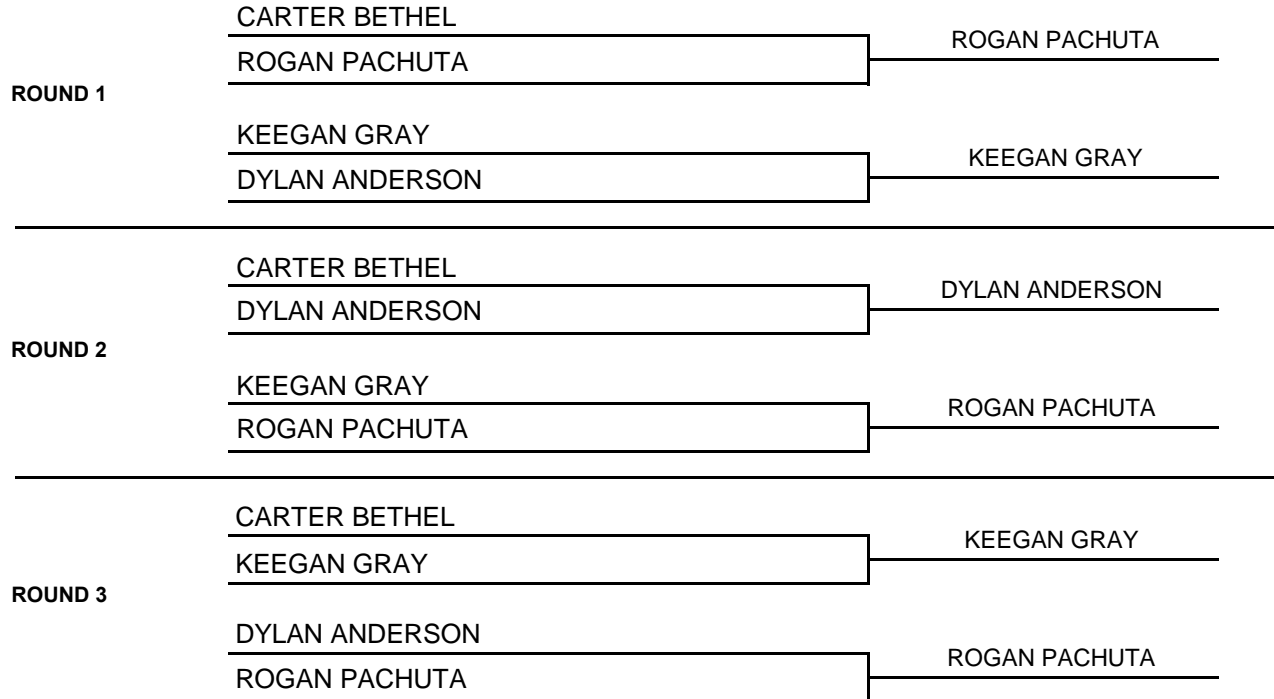 CARTER BETHEL
ROGAN PACHUTA
ROGAN PACHUTA
ROUND 1
KEEGAN GRAY
KEEGAN GRAY
DYLAN ANDERSON
CARTER BETHEL
DYLAN ANDERSON
DYLAN ANDERSON
ROUND 2
KEEGAN GRAY
ROGAN PACHUTA
ROGAN PACHUTA
CARTER BETHEL
KEEGAN GRAY
KEEGAN GRAY
ROUND 3
DYLAN ANDERSON
ROGAN PACHUTA
ROGAN PACHUTA